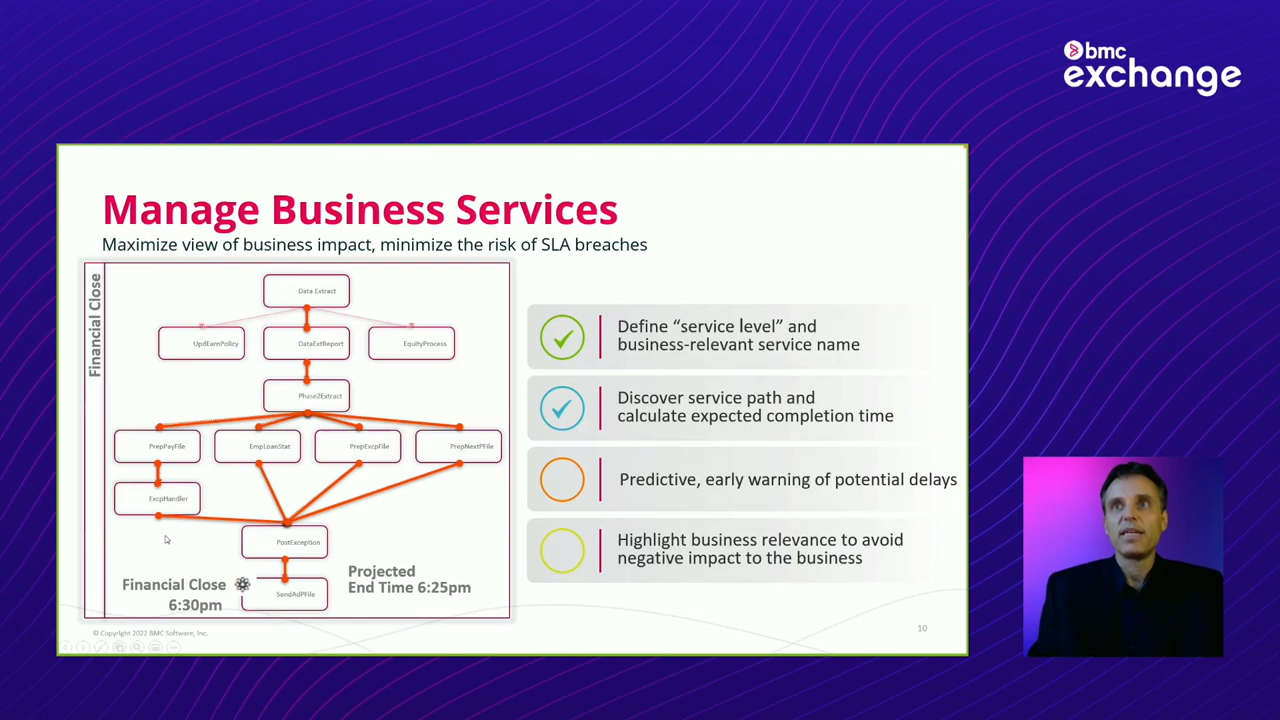 bmc
exchange
Manage Business Services
Maximize view of business impact, minimize the risk of SLA breaches
Financial Close
Data Extract
UpdEarnPolicy
DataExtReport
EquityProcess
Phase2Extract
PrepPayFile
EmpLoanStat
PrepExcpFile
PrepNextPFile
ExcpHandler
PostException
SendAdPFile
Financial Close
6:30pm
Projected
End Time 6:25pm
Define “service level” and
business-relevant service name
Discover service path and
calculate expected completion time
Predictive, early warning of potential delays
Highlight business relevance to avoid
negative impact to the business
© Copyright 2022 BMC Software, Inc.
10